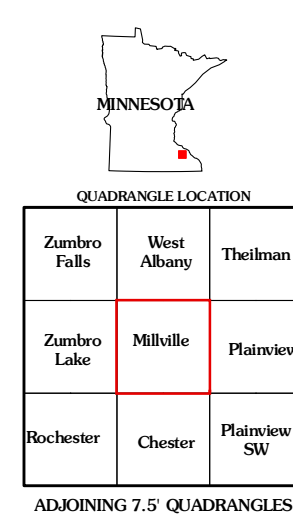 MINNESOTA
QUADRANGLE LOCATION
Zumbro Falls
West Albany
Theilman
Zumbro Lake
Millville
Plainview
Rochester
Chester
Plainview SW
ADJOINING 7.5' QUADRANGLES